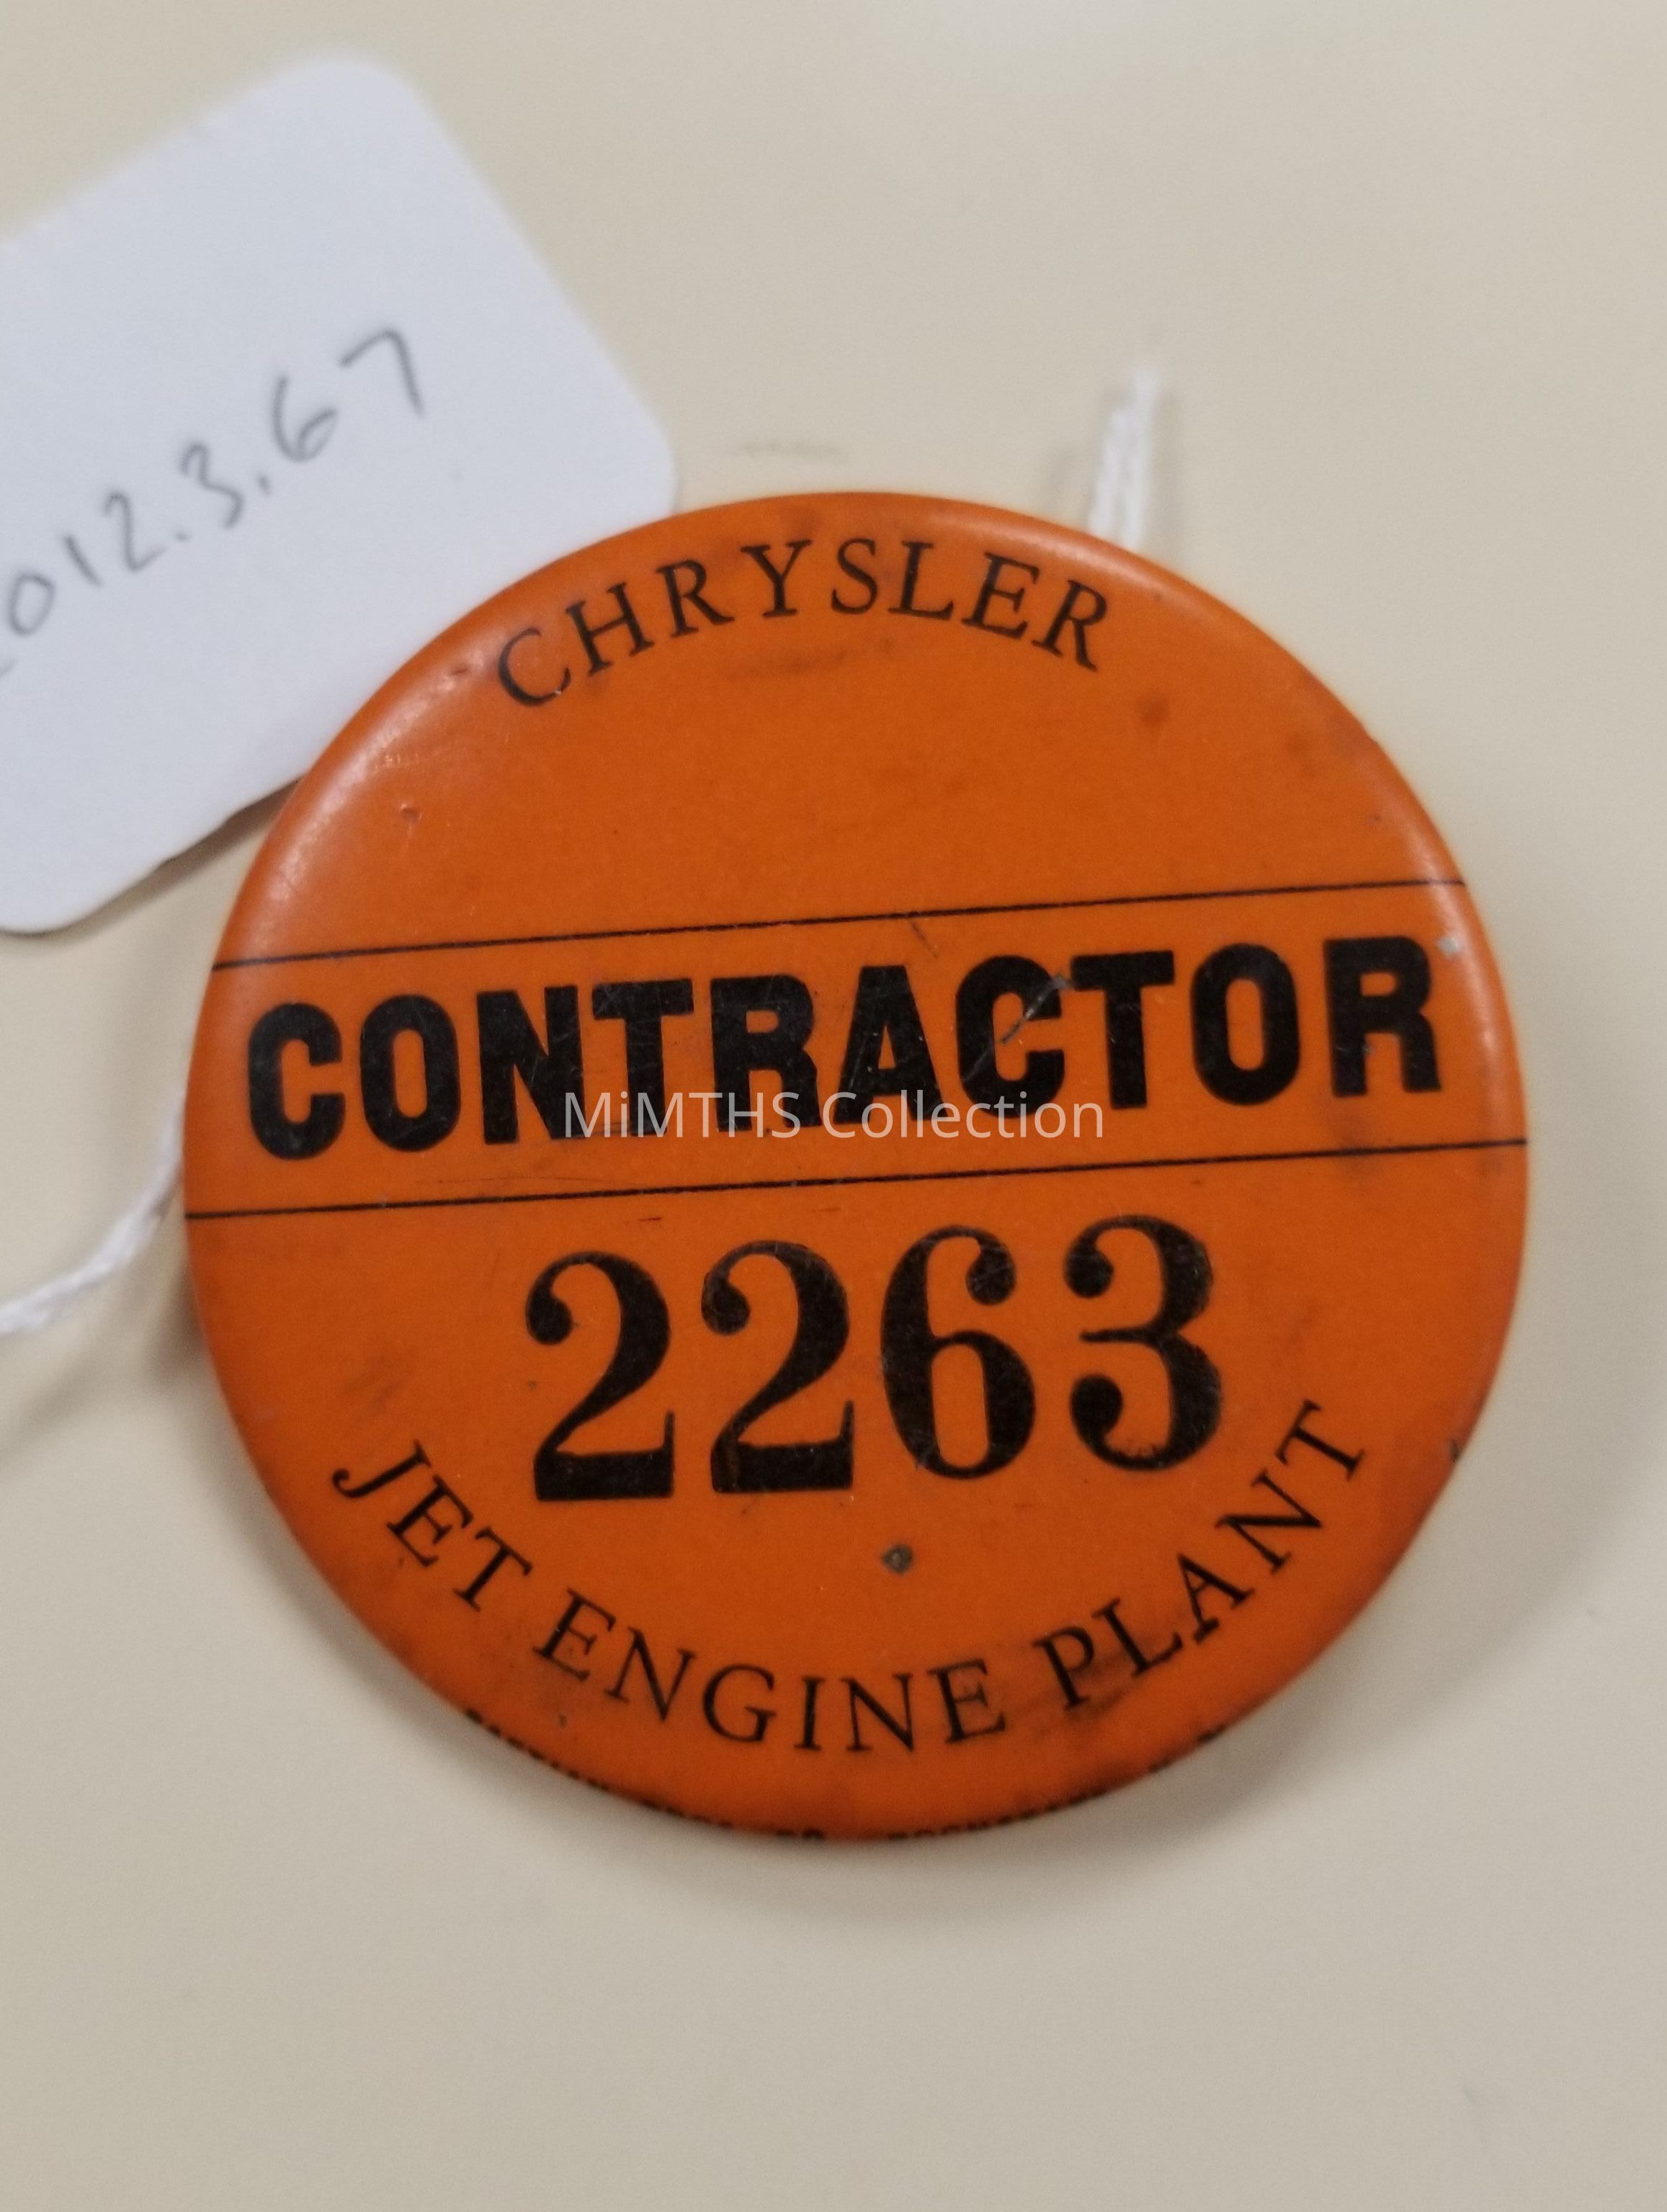 2012.3.67
CHRYSLER
CONTRACTOR
MiMTHS Collection
2263
JET ENGINE PLANT